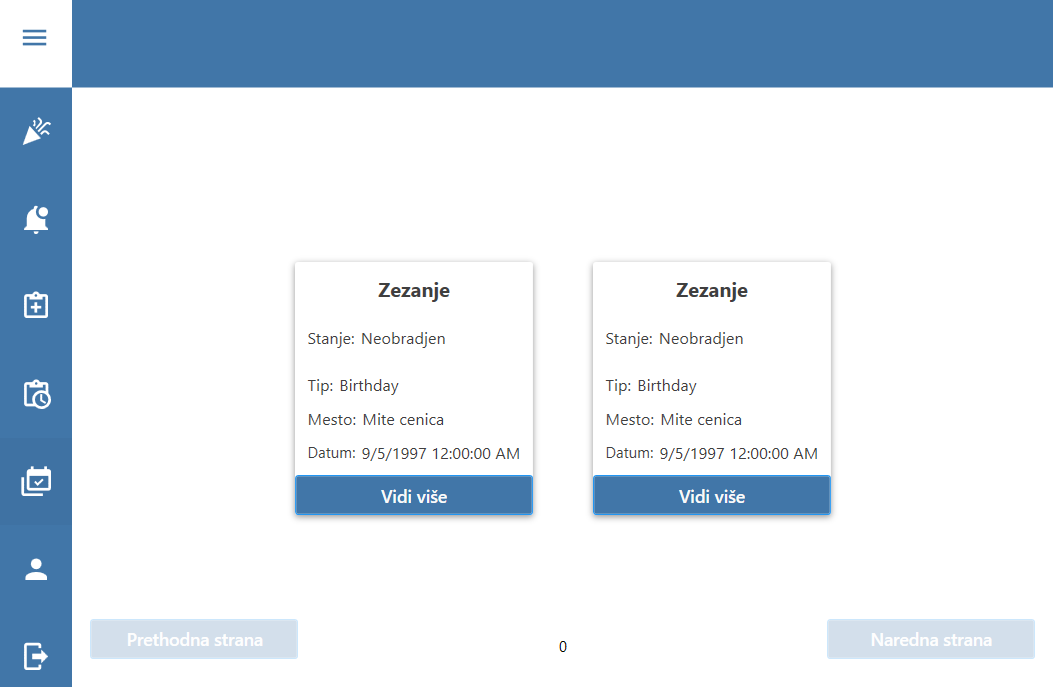 Zezanje
Stanje: Neobradjen
Tip: Birthday
Mesto: Mite cenica
Datum: 9/5/1997 12:00:00 AM
Vidi više
Zezanje
Stanje: Neobradjen
Tip: Birthday
Mesto: Mite cenica
Datum: 9/5/1997 12:00:00 AM
Vidi više
Prethodna strana
0
Naredna strana